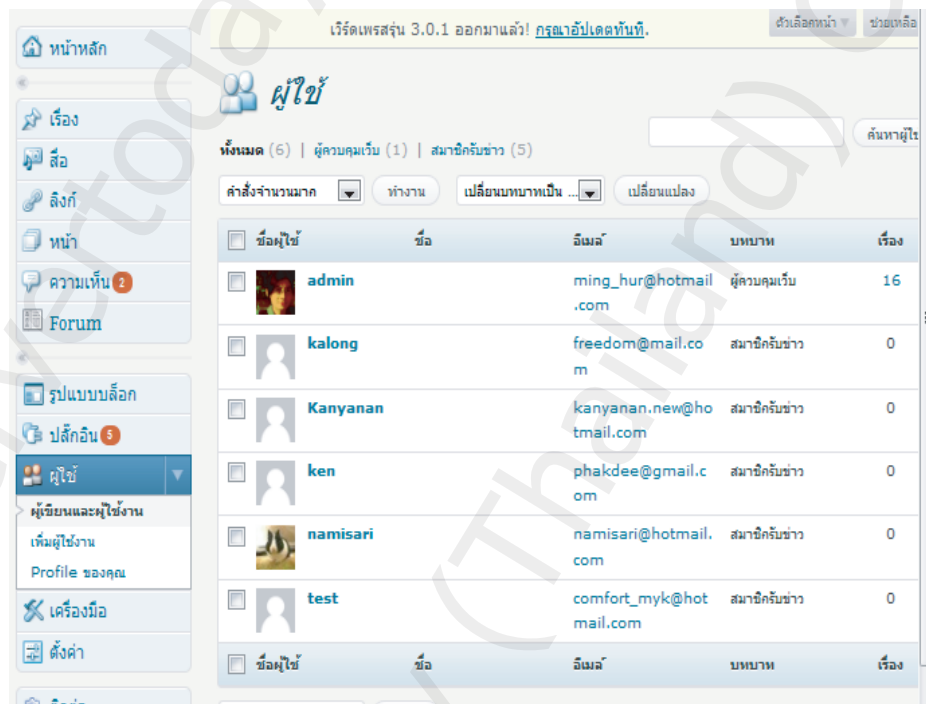 เวิร์ดเพรสรุ่น 3.0.1 ออกมาแล้ว! กรุณาอัปเดตทันที.
ตัวเลือกหน้า
ช่วยเหลือ
หน้าหลัก
เรื่อง
สื่อ
ลิงก์
หน้า
ความเห็น 2
Forum
รูปแบบบล็อก
ปลั๊กอิน 5
ผู้ใช้
ผู้เขียนและผู้ใช้งาน
เพิ่มผู้ใช้งาน
Profile ของคุณ
เครื่องมือ
ตั้งค่า
ผู้ใช้
ค้นหาผู้ใช
ทั้งหมด (6) | ผู้ควบคุมเว็บ (1) | สมาชิกรับข่าว (5)
คำสั่งจำนวนมาก ทำงาน เปลี่ยนบทบาทเป็น ... เปลี่ยนแปลง
ชื่อผู้ใช้ ชื่อ อีเมล์ บทบาท เรื่อง
admin ming_hur@hotmail ผู้ควบคุมเว็บ 16
.com
kalong freedom@mail.co สมาชิกรับข่าว 0
m
Kanyanan kanyanan.new@ho สมาชิกรับข่าว 0
tmail.com
ken phakdee@gmail.c สมาชิกรับข่าว 0
om
namisari namisari@hotmail. สมาชิกรับข่าว 0
com
test comfort_myk@hot สมาชิกรับข่าว 0
mail.com
ชื่อผู้ใช้ ชื่อ อีเมล์ บทบาท เรื่อง
(Thailand)